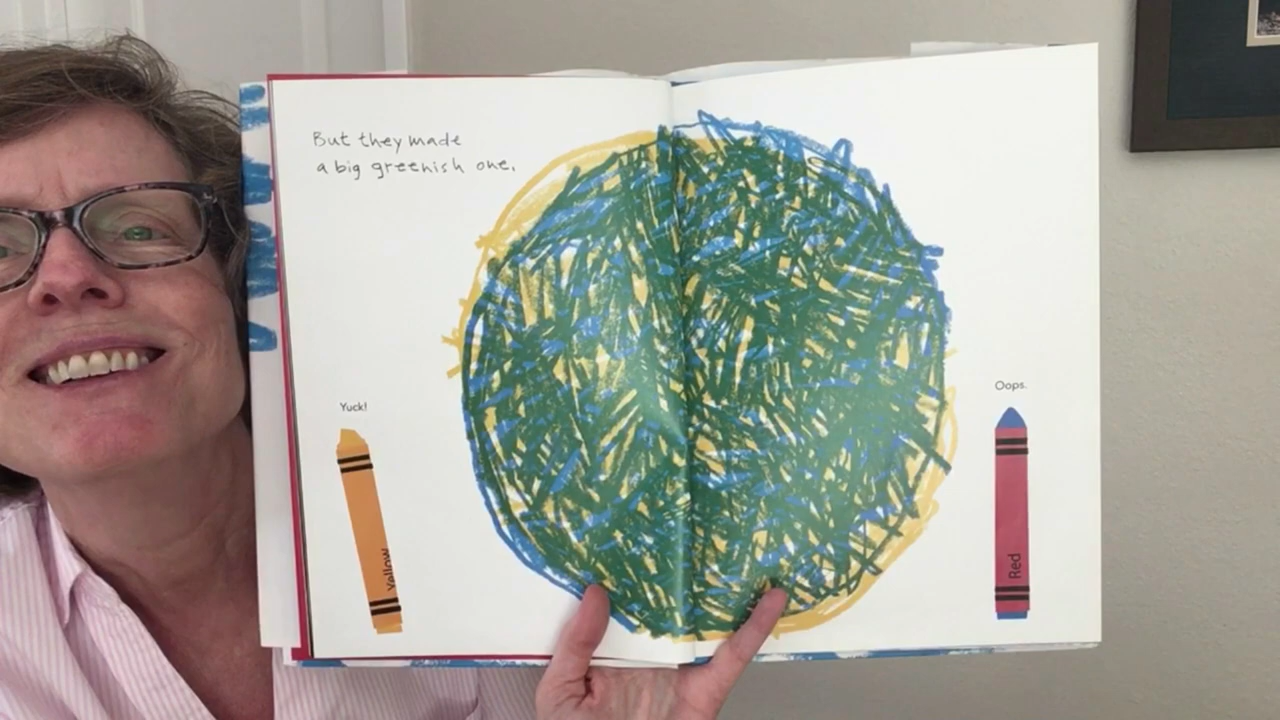 But they made
a big greenish one.
Yuck!
Oops.
Yellow
Red